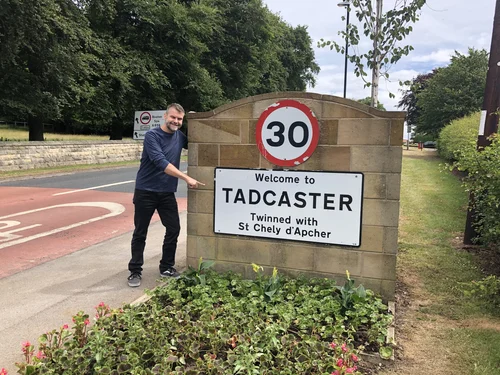 30
Welcome to
TADCASTER
Twinned with
St Chely d'Apcher